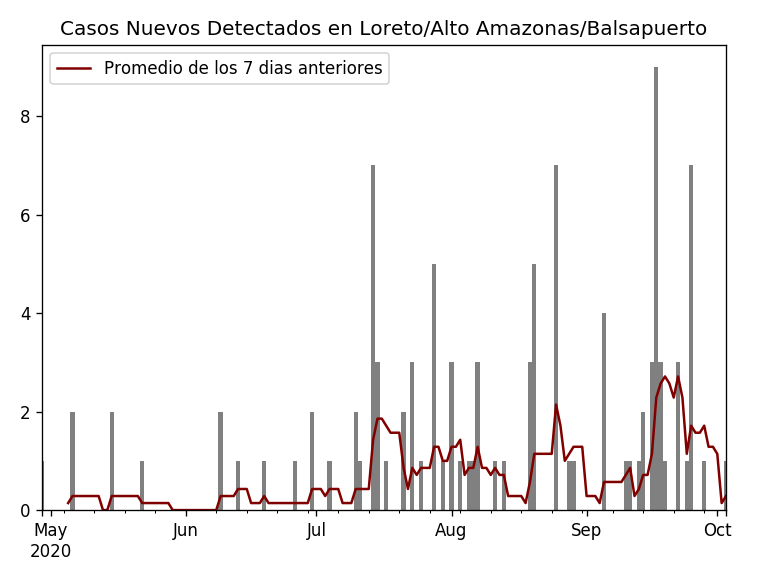 Casos Nuevos Detectados en Loreto/Alto Amazonas/Balsapuerto
Promedio de los 7 dias anteriores
8
6
4
2
0
May Jun Jul Aug Sep Oct
2020